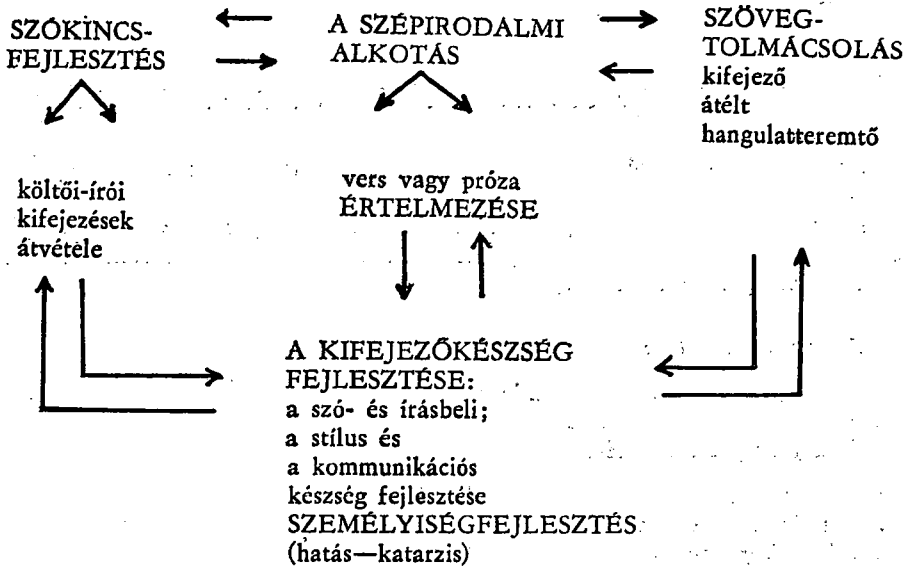 SZÓKINCS-
FEJLESZTÉS
A SZÉPIRODALMI
ALKOTÁS
SZÖVEG-
TOLMÁCSOLÁS
kifejező
átélt
hangulatteremtő
költői-írói
kifejezések
átvétele
vers vagy próza
ÉRTELMEZÉSE
A KIFEJEZŐKÉSZSÉG
FEJLESZTÉSE:
a szó- és írásbeli;
a stílus és
a kommunikációs
készség fejlesztése
SZEMÉLYISÉGFEJLESZTÉS
(hatás—katarzis)